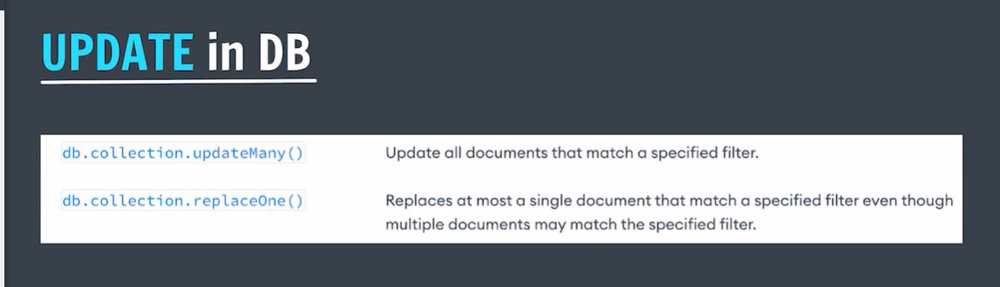 UPDATE in DB
db.collection.updateMany() Update all documents that match a specified filter.
db.collection.replaceOne() Replaces at most a single document that match a specified filter even though
multiple documents may match the specified filter.